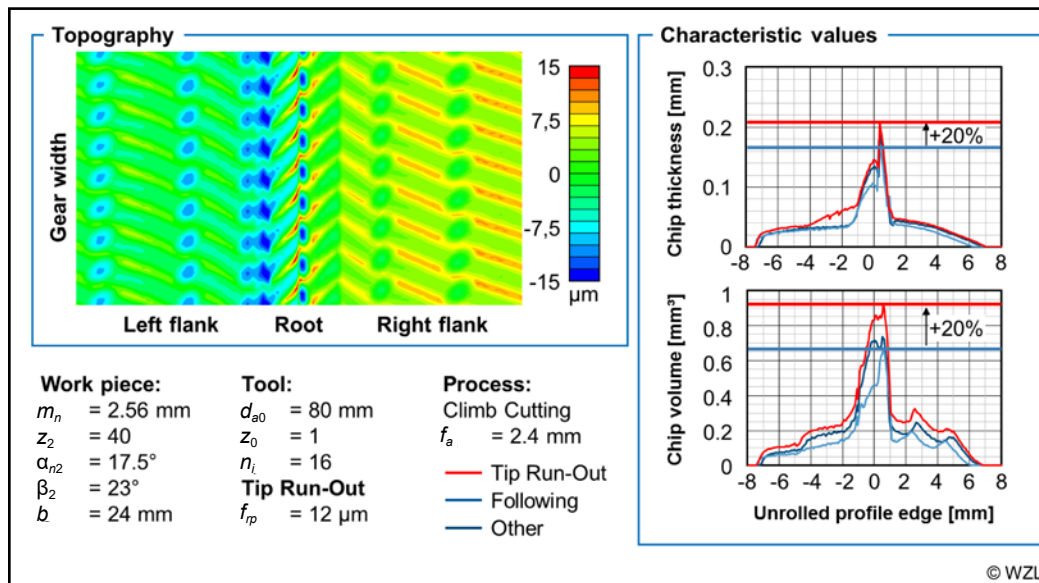 Topography
Gear width
15
7,5
0
-7,5
-15
µm
Left flank Root Right flank
Characteristic values
Chip thickness [mm]
0.3
0.2
0.1
0
+20%
-8 -6 -4 -2 0 2 4 6 8
Chip volume [mm³]
1
0.8
0.6
0.4
0.2
0
+20%
-8 -6 -4 -2 0 2 4 6 8
Unrolled profile edge [mm]
Work piece:
mn = 2.56 mm
z2 = 40
αn2 = 17.5°
β2 = 23°
b = 24 mm
Tool:
da0 = 80 mm
z0 = 1
ni = 16
Tip Run-Out
frp = 12 µm
Process:
Climb Cutting
fa = 2.4 mm
Tip Run-Out
Following
Other
© WZL